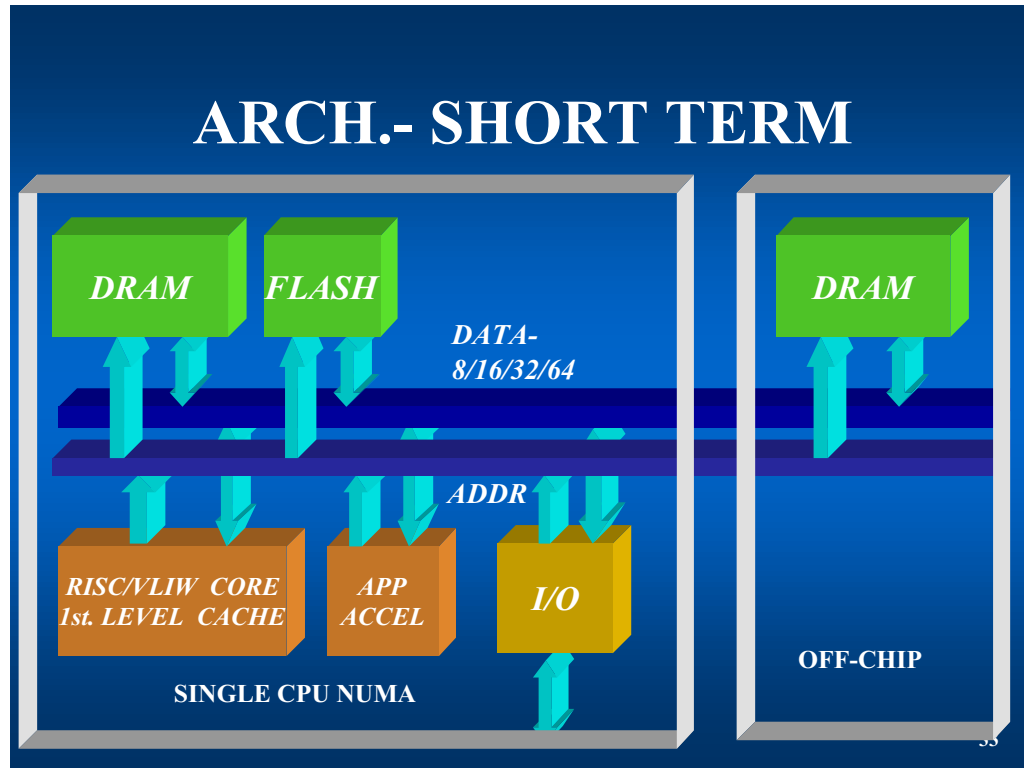 ARCH.- SHORT TERM
DRAM
FLASH
DRAM
DATA-
8/16/32/64
ADDR
RISC/VLIW CORE
1st. LEVEL CACHE
APP
ACCEL
I/O
SINGLE CPU NUMA
OFF-CHIP